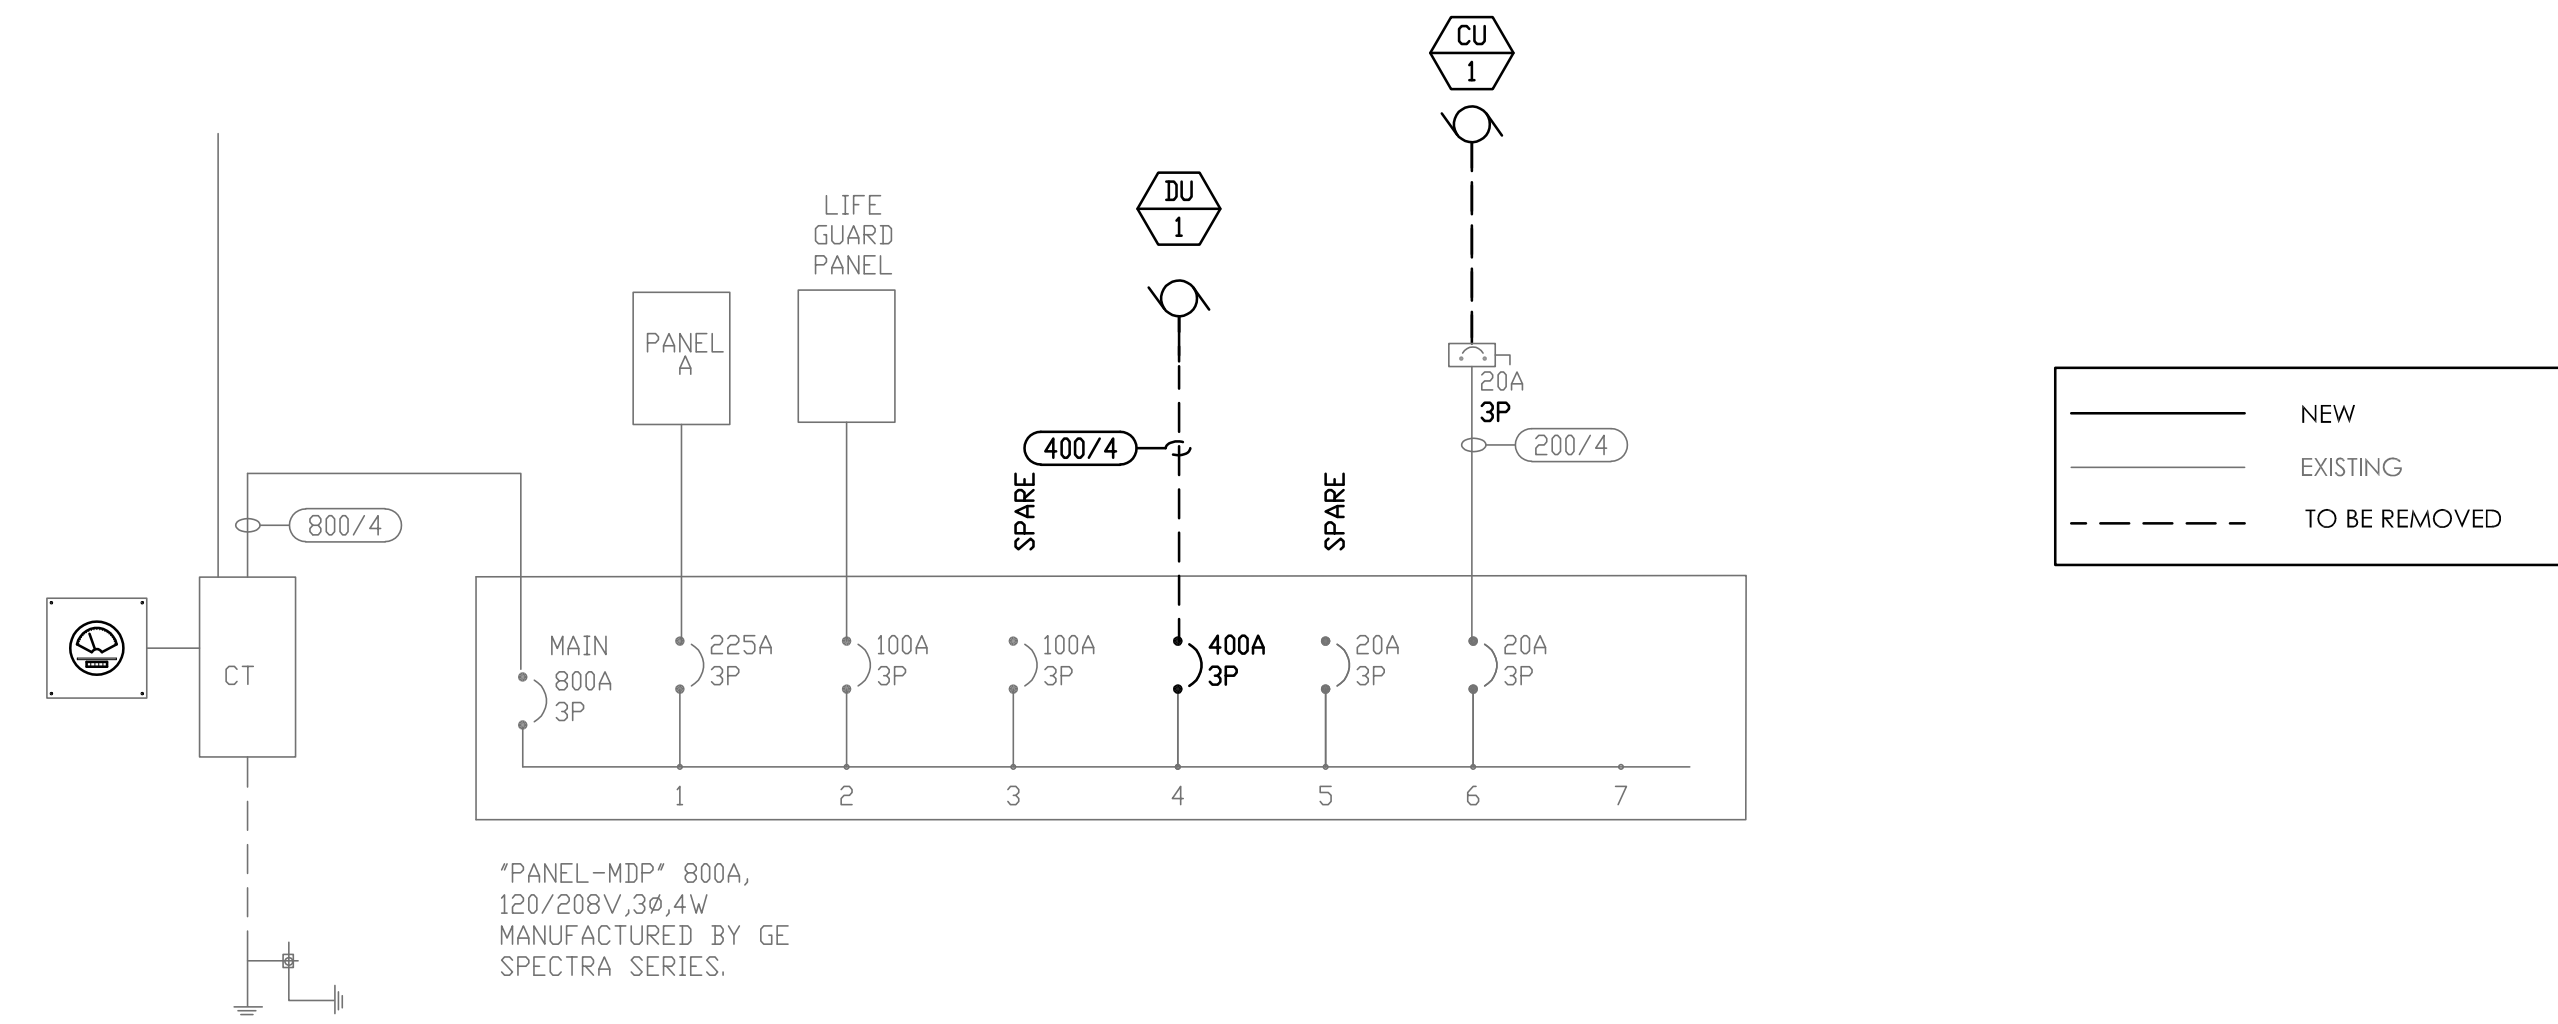 CU
1
DU
1
LIFE
GUARD
PANEL
PANEL
A
20A
3P
400/4
200/4
NEW
EXISTING
TO BE REMOVED
SPARE
SPARE
800/4
CT
MAIN
800A
3P
225A
3P
100A
3P
100A
3P
400A
3P
20A
3P
20A
3P
1 2 3 4 5 6 7
"PANEL-MDP" 800A,
120/208V,3ø,4W
MANUFACTURED BY GE
SPECTRA SERIES.